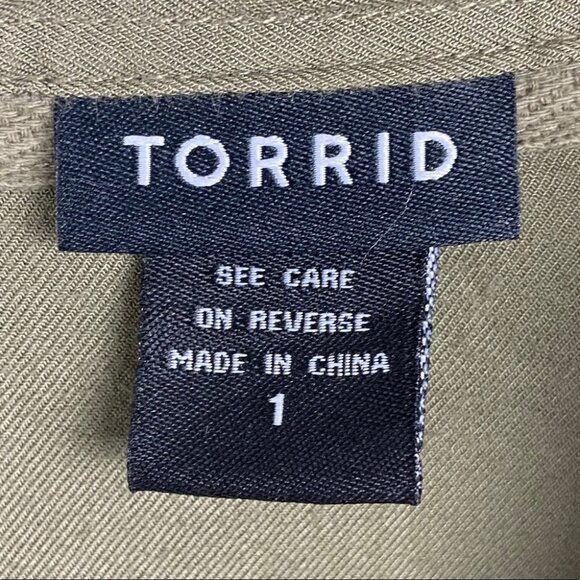 TORRID
SEE CARE
ON REVERSE
MADE IN CHINA
1